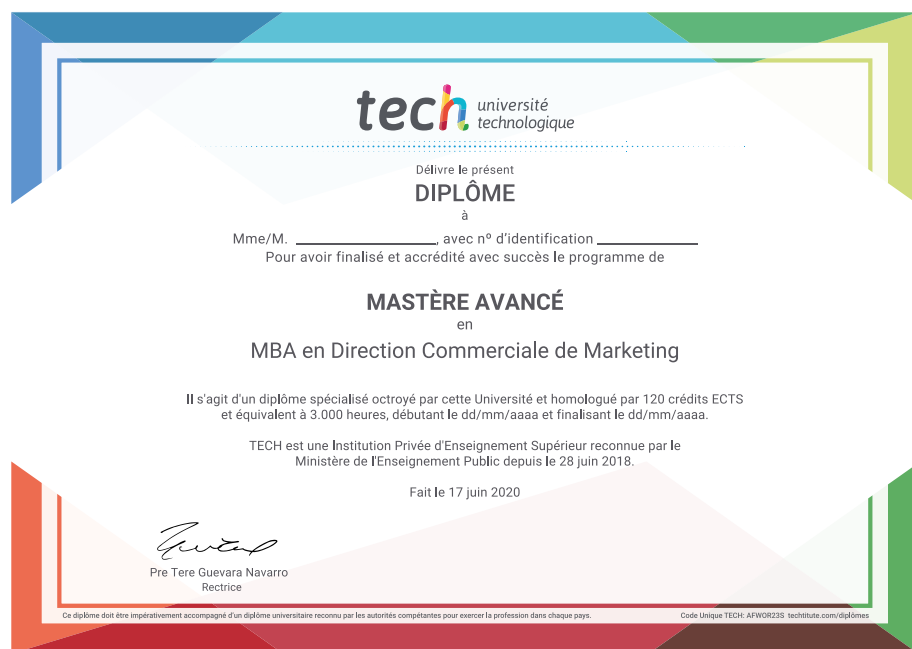 tech université
technologique
Délivre le présent
DIPLÔME
à
Mme/M. ____________________, avec nº d'identification ______________
Pour avoir finalisé et accrédité avec succès le programme de
MASTÈRE AVANCÉ
en
MBA en Direction Commerciale de Marketing
Il s'agit d'un diplôme spécialisé octroyé par cette Université et homologué par 120 crédits ECTS
et équivalent à 3.000 heures, débutant le dd/mm/aaaa et finalisant le dd/mm/aaaa.
TECH est une Institution Privée d'Enseignement Supérieur reconnue par le
Ministère de l'Enseignement Public depuis le 28 juin 2018.
Fait le 17 juin 2020
Pre Tere Guevara Navarro
Rectrice
Ce diplôme doit être impérativement accompagné d'un diplôme universitaire reconnu par les autorités compétentes pour exercer la profession dans chaque pays.
Code Unique TECH: AFWOR23S techtitute.com/diplômes